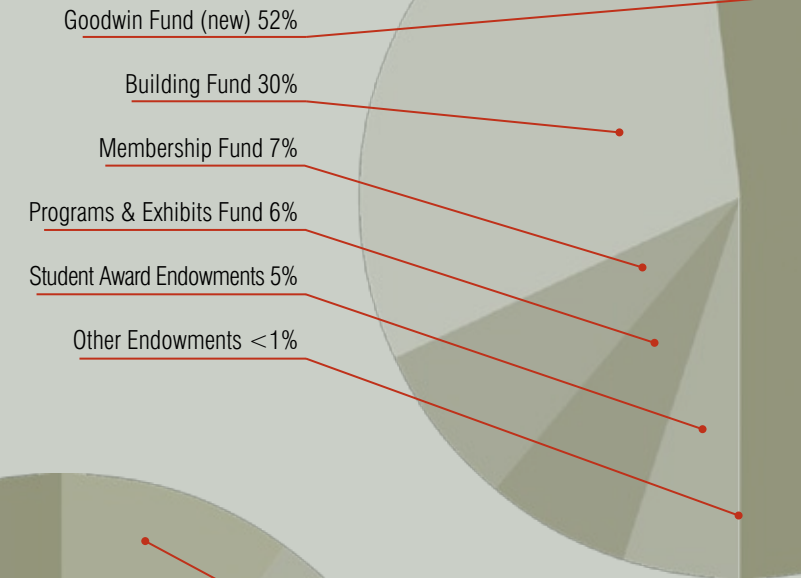 Goodwin Fund (new) 52%
Building Fund 30%
Membership Fund 7%
Programs & Exhibits Fund 6%
Student Award Endowments 5%
Other Endowments <1%